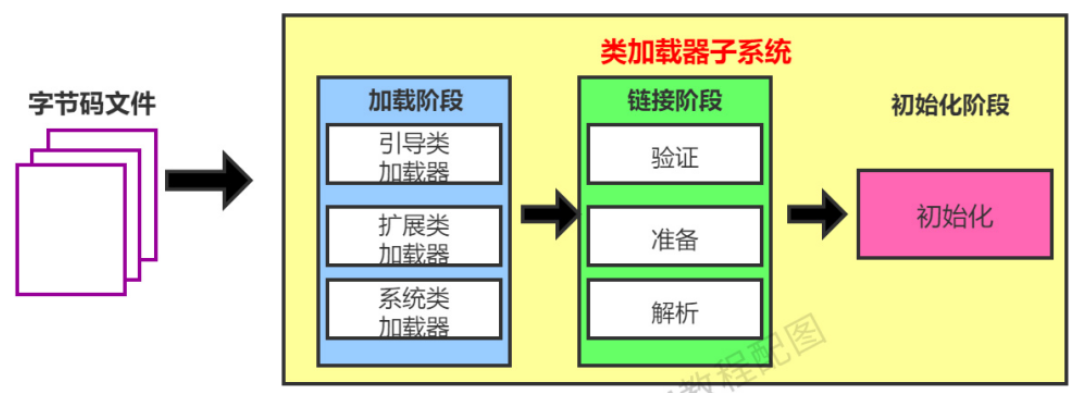 类加载器子系统
字节码文件
加载阶段
引导类
加载器
扩展类
加载器
系统类
加载器
链接阶段
验证
准备
解析
初始化阶段
初始化
教程配图